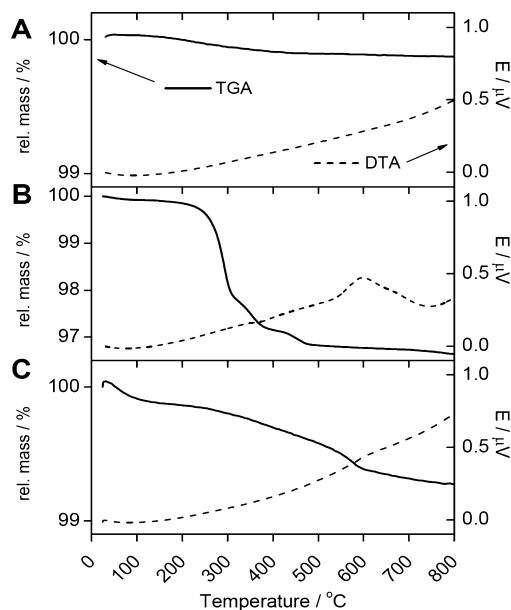 A
100
99
rel. mass / %
TGA
DTA
1.0
0.5
0.0
E / μV
B
100
99
98
97
rel. mass / %
1.0
0.5
0.0
E / μV
C
100
99
rel. mass / %
1.0
0.5
0.0
E / μV
0 100 200 300 400 500 600 700 800
Temperature / °C